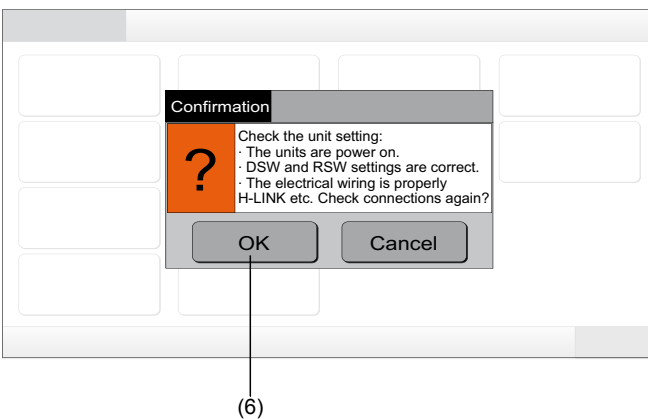 Confirmation
Check the unit setting:
· The units are power on.
· DSW and RSW settings are correct.
· The electrical wiring is properly
H-LINK etc. Check connections again?
?
OK
Cancel
(6)